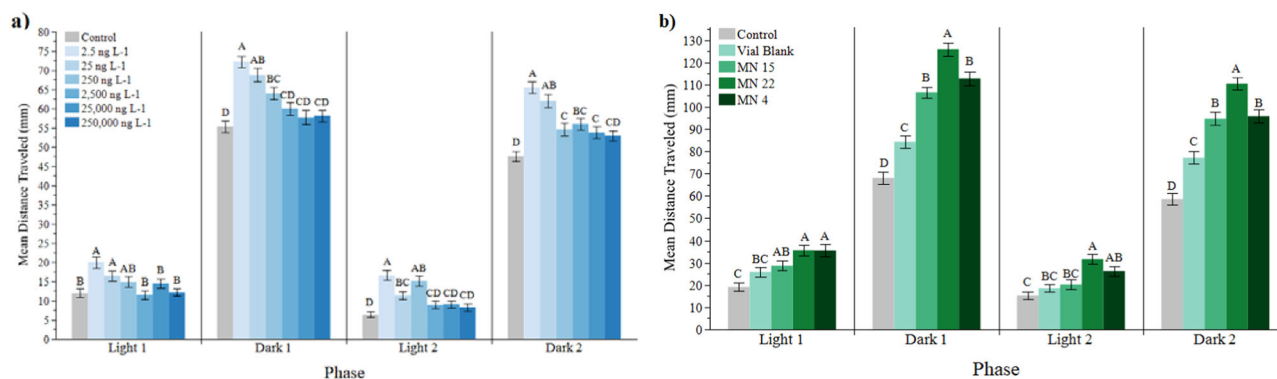 a)
Mean Distance Traveled (mm)
80
75
70
65
60
55
50
45
40
35
30
25
20
15
10
5
0
Control
2.5 ng L-1
25 ng L-1
250 ng L-1
2,500 ng L-1
25,000 ng L-1
250,000 ng L-1
B A A AB B B B
D A AB BC CD CD CD
D A BC AB CD CD CD
D A A C BC C CD
Light 1 Dark 1 Light 2 Dark 2
Phase
b)
Mean Distance Traveled (mm)
130
120
110
100
90
80
70
60
50
40
30
20
10
0
Control
Vial Blank
MN 15
MN 22
MN 4
C BC AB A A
D C B A B
C BC BC A AB
D C B A B
Light 1 Dark 1 Light 2 Dark 2
Phase